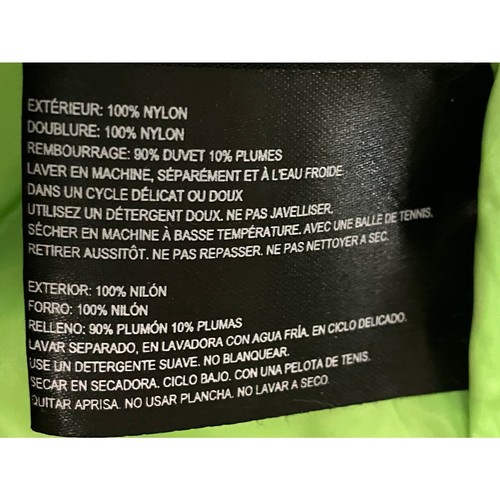 EXTÉRIEUR: 100% NYLON
DOUBLURE: 100% NYLON
REMBOURRAGE: 90% DUVET 10% PLUMES
LAVER EN MACHINE, SÉPARÉMENT ET À L'EAU FROIDE.
DANS UN CYCLE DÉLICAT OU DOUX
UTILISEZ UN DÉTERGENT DOUX. NE PAS JAVELLISER.
SÉCHER EN MACHINE À BASSE TEMPÉRATURE. AVEC UNE BALLE DE TENNIS.
RETIRER AUSSITÔT. NE PAS REPASSER. NE PAS NETTOYER A SEC.
EXTERIOR: 100% NILÓN
FORRO: 100% NILÓN
RELLENO: 90% PLUMÓN 10% PLUMAS
LAVAR SEPARADO, EN LAVADORA CON AGUA FRÍA. EN CICLO DELICADO.
USE UN DETERGENTE SUAVE. NO BLANQUEAR.
SECAR EN SECADORA. CICLO BAJO. CON UNA PELOTA DE TENIS.
QUITAR APRISA. NO USAR PLANCHA. NO LAVAR A SECO.